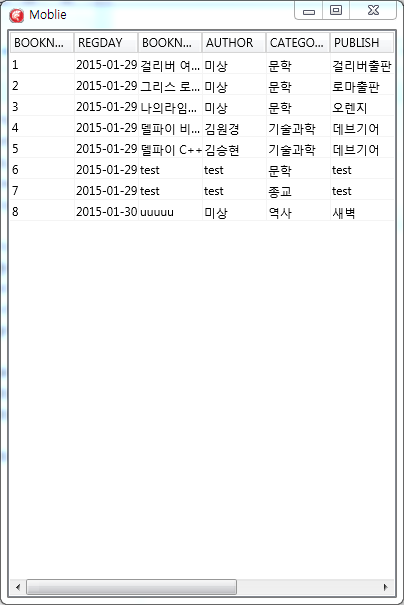 Moblie
BOOKN... REGDAY BOOKN... AUTHOR CATEGO... PUBLISH
1 2015-01-29 걸리버 여... 미상 문학 걸리버출판
2 2015-01-29 그리스 로... 미상 문학 로마출판
3 2015-01-29 나의라임... 미상 문학 오렌지
4 2015-01-29 델파이 비... 김원경 기술과학 데브기어
5 2015-01-29 델파이 C++ 김승현 기술과학 데브기어
6 2015-01-29 test test 문학 test
7 2015-01-29 test test 종교 test
8 2015-01-30 uuuuu 미상 역사 새벽